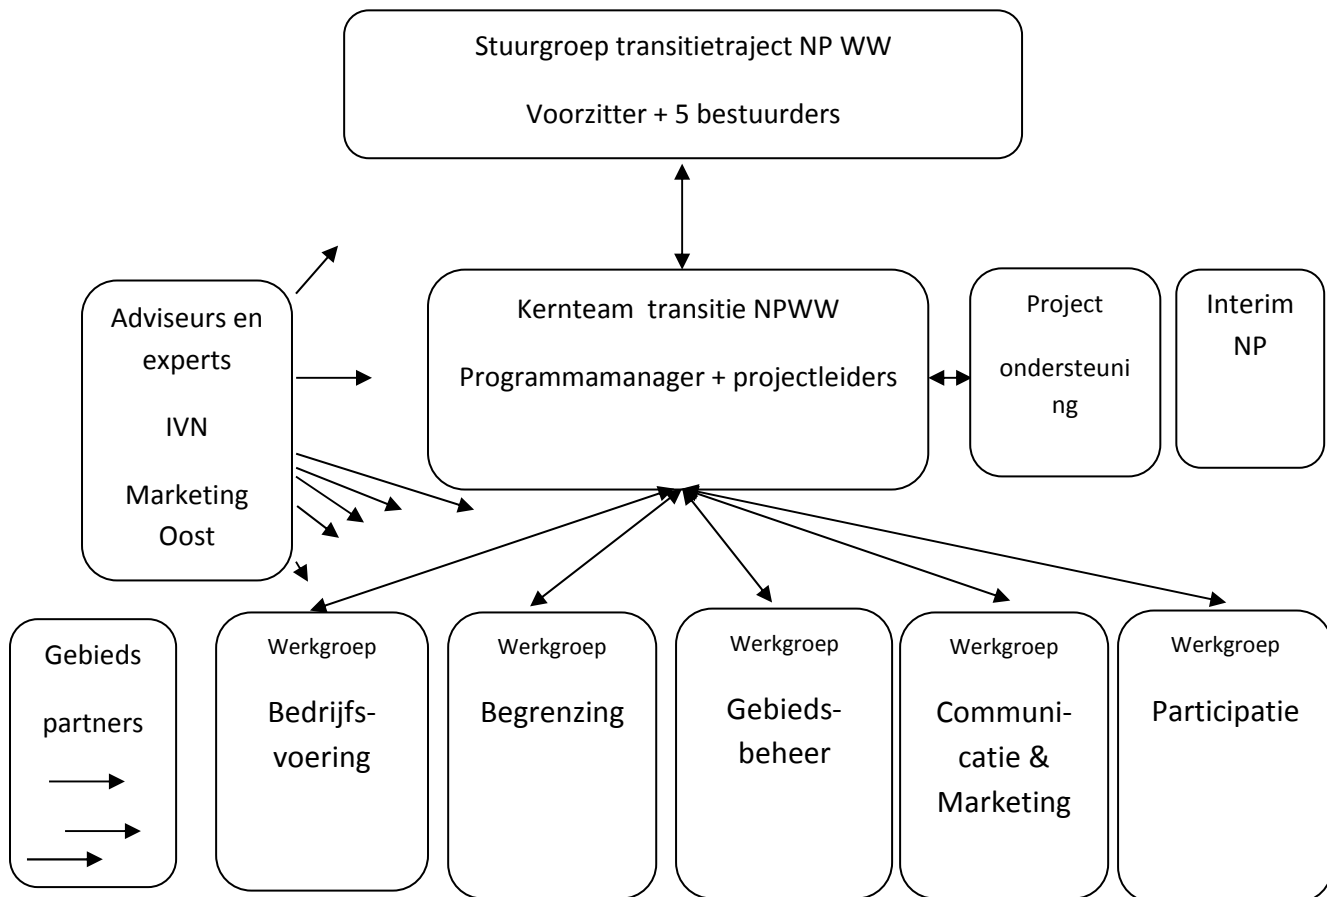 Stuurgroep transitietraject NP WW
Voorzitter + 5 bestuurders
Adviseurs en
experts
IVN
Marketing
Oost
Kernteam  transitie NPWW
Programmamanager + projectleiders
Project
ondersteuni
ng
Interim
NP
Gebieds
partners
Werkgroep
Bedrijfs-
voering
Werkgroep
Begrenzing
Werkgroep
Gebieds-
beheer
Werkgroep
Communi-
catie &
Marketing
Werkgroep
Participatie